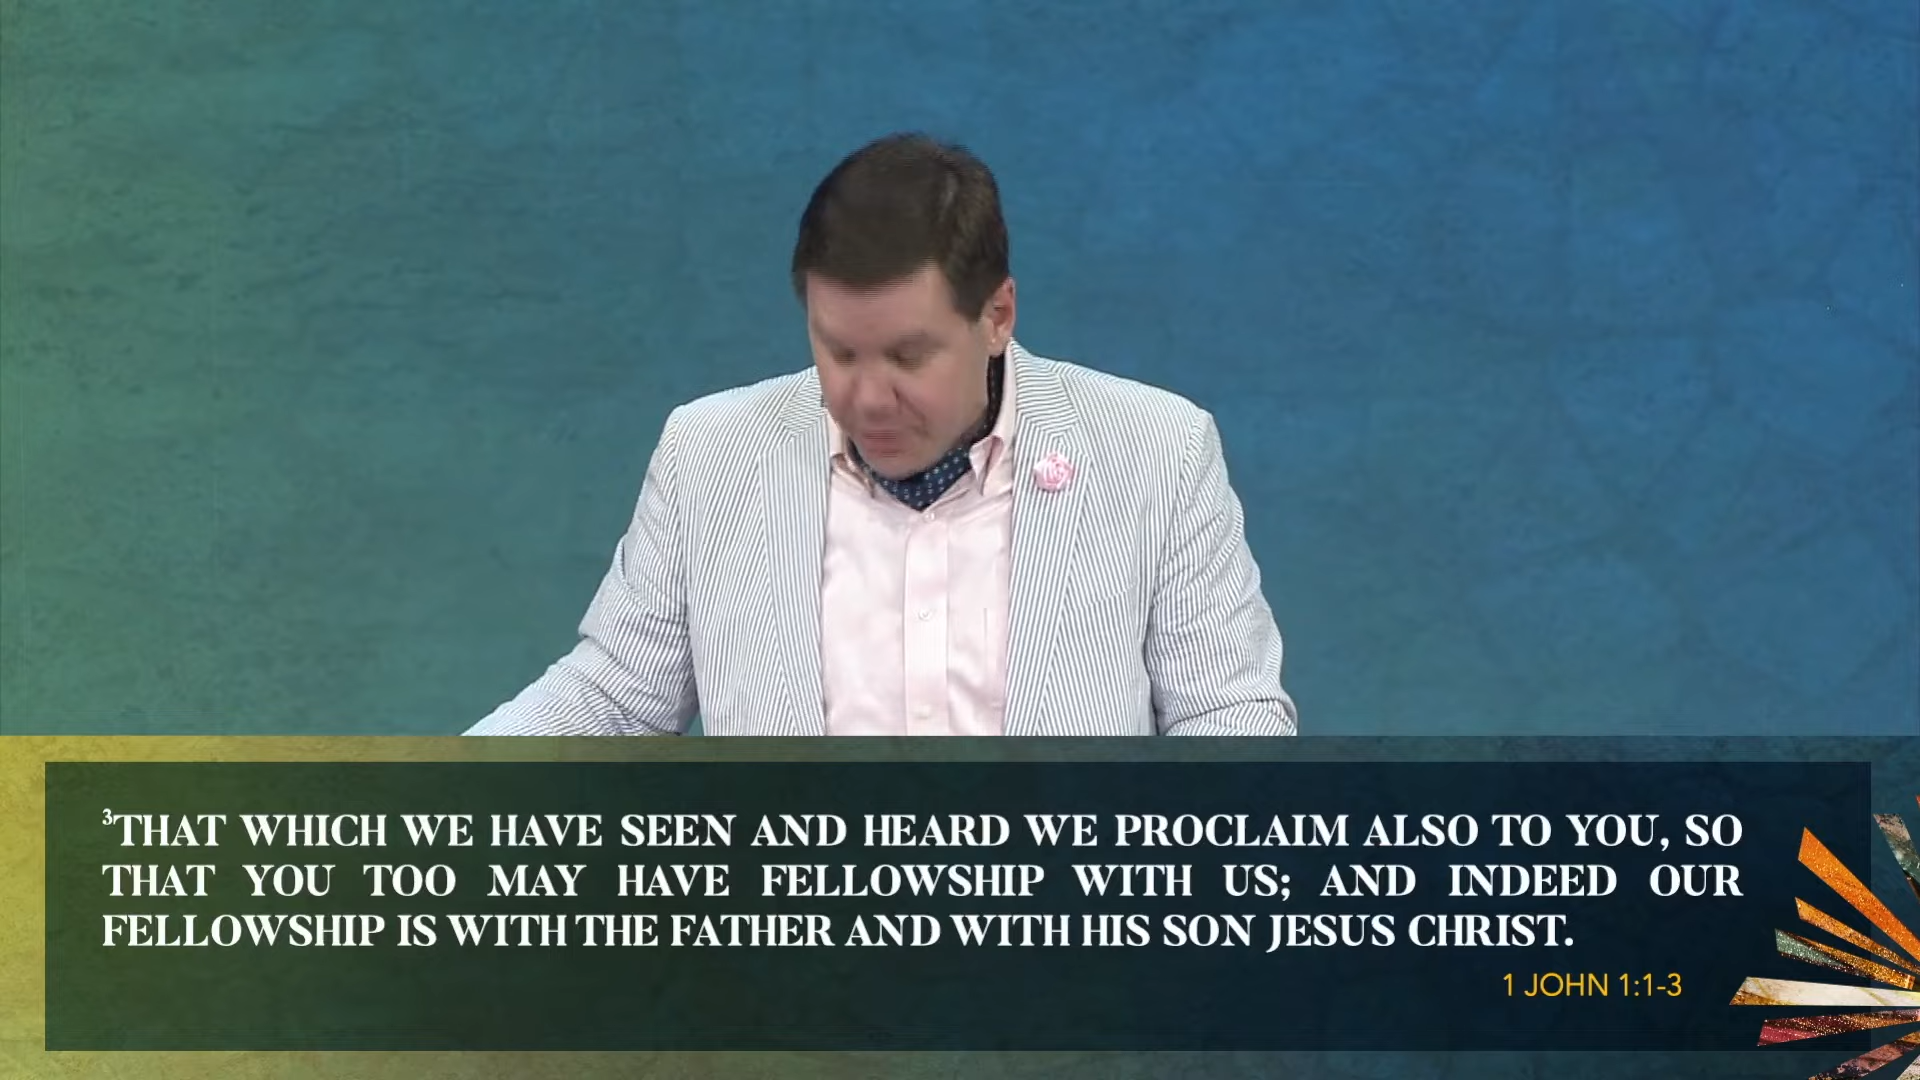 ³THAT WHICH WE HAVE SEEN AND HEARD WE PROCLAIM ALSO TO YOU, SO
THAT YOU TOO MAY HAVE FELLOWSHIP WITH US; AND INDEED OUR
FELLOWSHIP IS WITH THE FATHER AND WITH HIS SON JESUS CHRIST.
1 JOHN 1:1-3